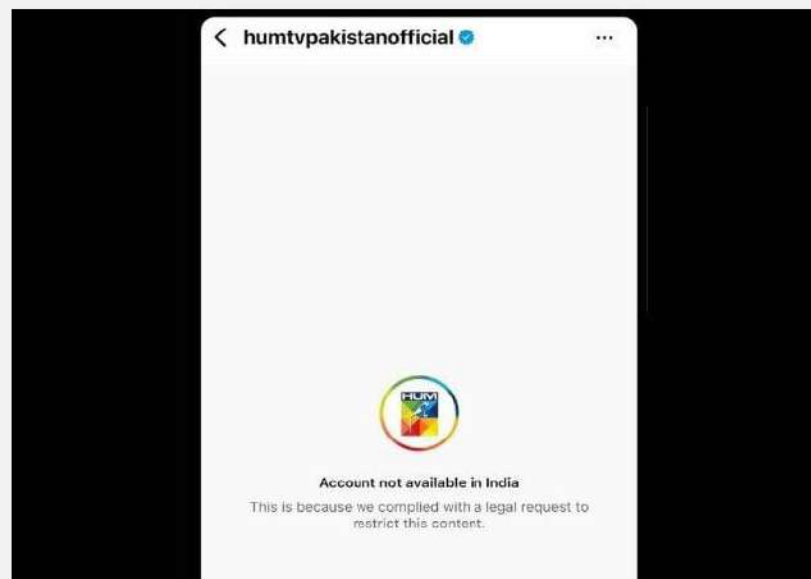 humtvpakistanofficial
HUM
Account not available in India
This is because we complied with a legal request to
restrict this content.